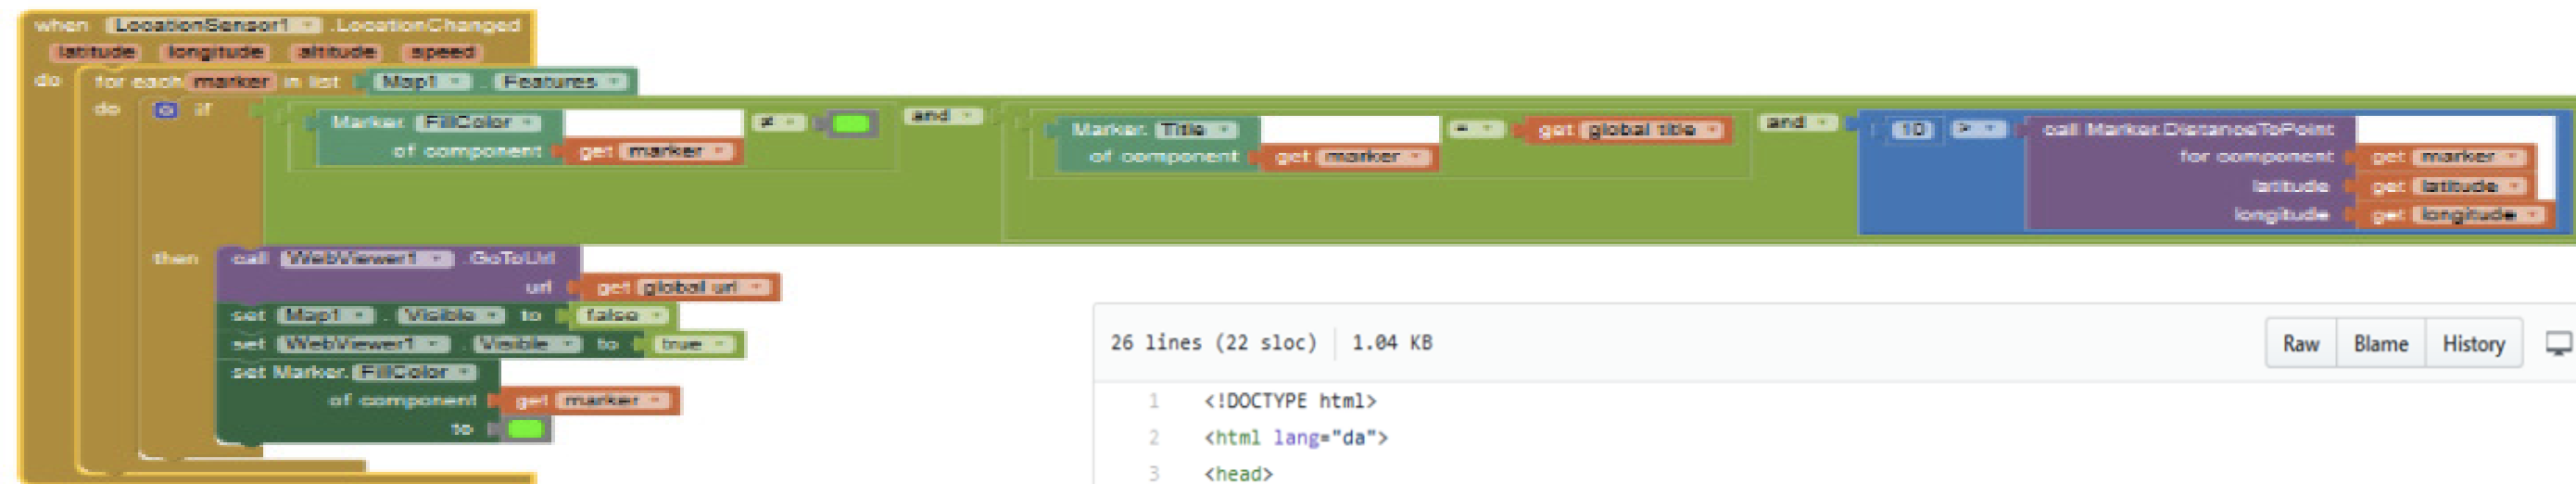 when LocationSensor1 .LocationChanged
latitude longitude altitude speed
do for each marker in list Map1 . Features
do if Marker. FillColor ≠ and Marker. Title = get global title and 10 > call Marker.DistanceToPoint
of component get marker of component get marker for component get marker
latitude get latitude
longitude get longitude
then call WebViewer1 .GoToUrl
url get global url
set Map1 . Visible to false
set WebViewer1 . Visible to true
set Marker. FillColor
of component get marker
to
26 lines (22 sloc) 1.04 KB Raw Blame History
1 <!DOCTYPE html>
2 <html lang="da">
3 <head>